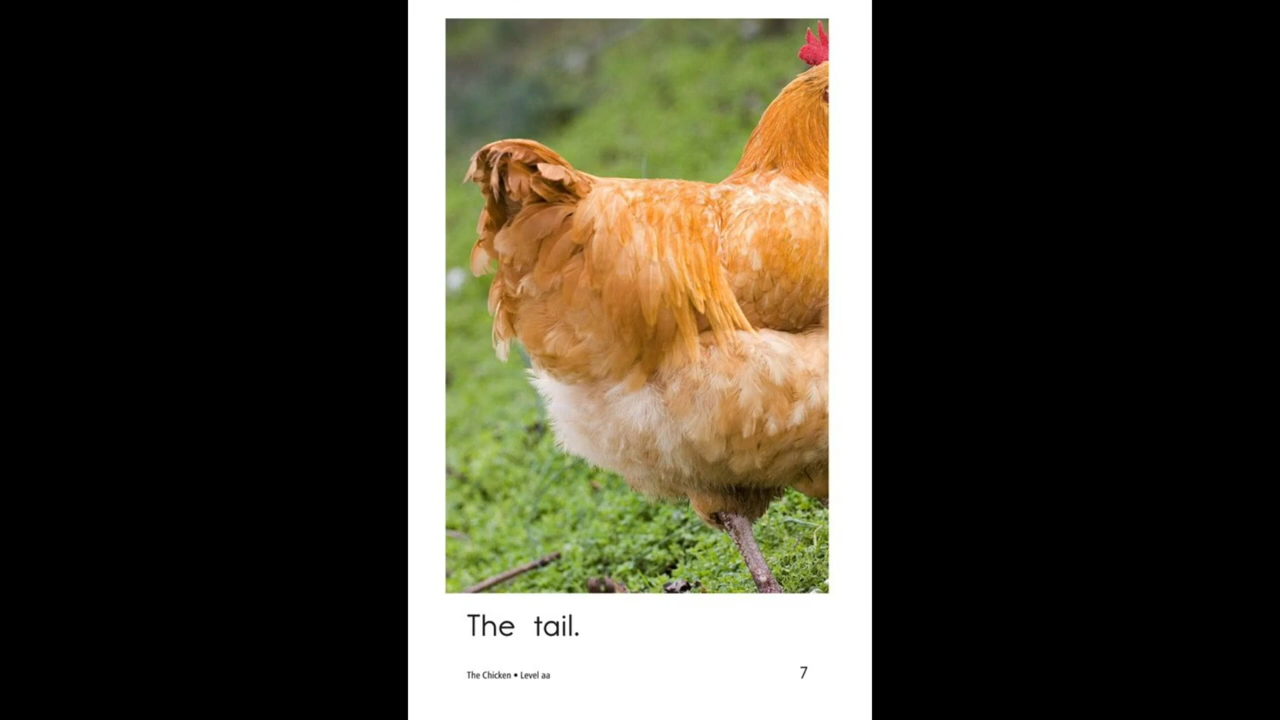 The tail.
The Chicken • Level aa
7